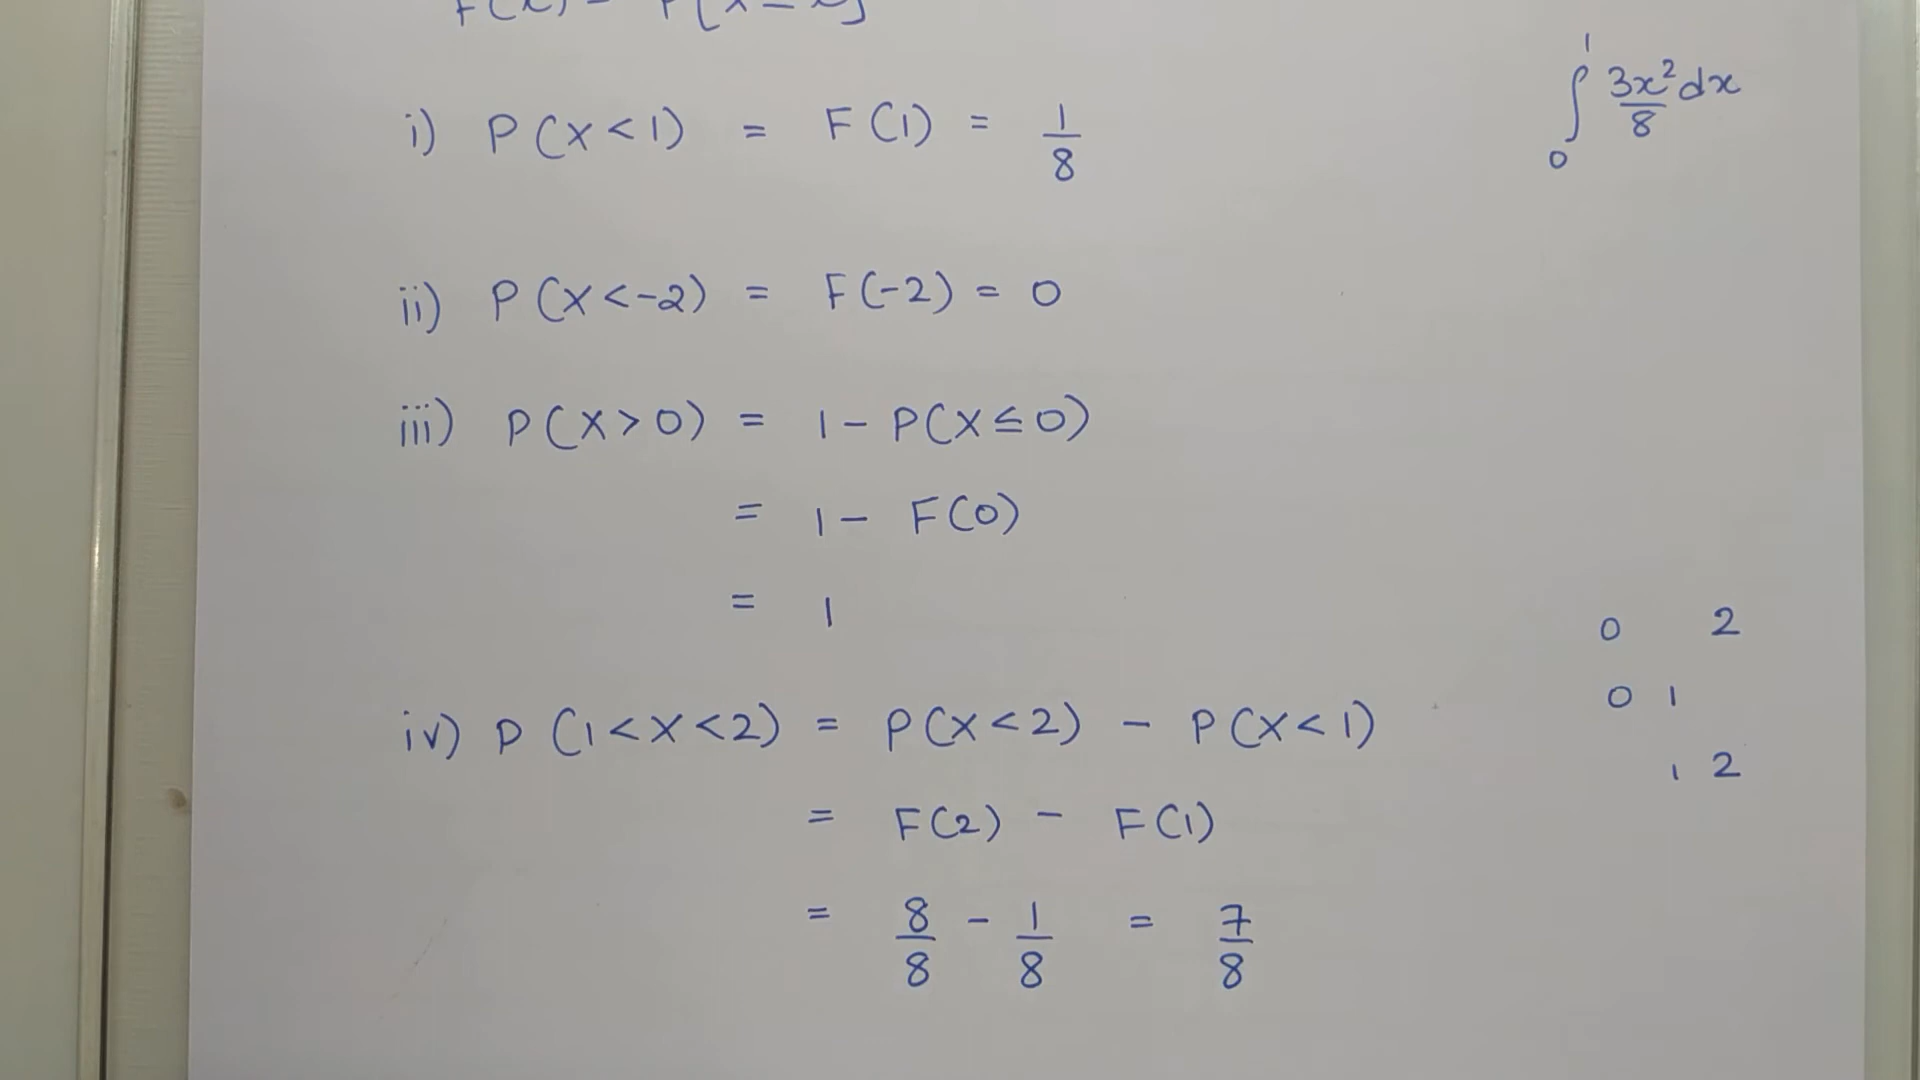 i) P(X<1) = F(1) = 1/8
∫₀¹ 3x²/8 dx
ii) P(X<-2) = F(-2) = 0
iii) P(X>0) = 1 - P(X≤0)
= 1 - F(0)
= 1
0 2
0 1
iv) P(1<X<2) = P(X<2) - P(X<1)
1 2
= F(2) - F(1)
= 8/8 - 1/8 = 7/8